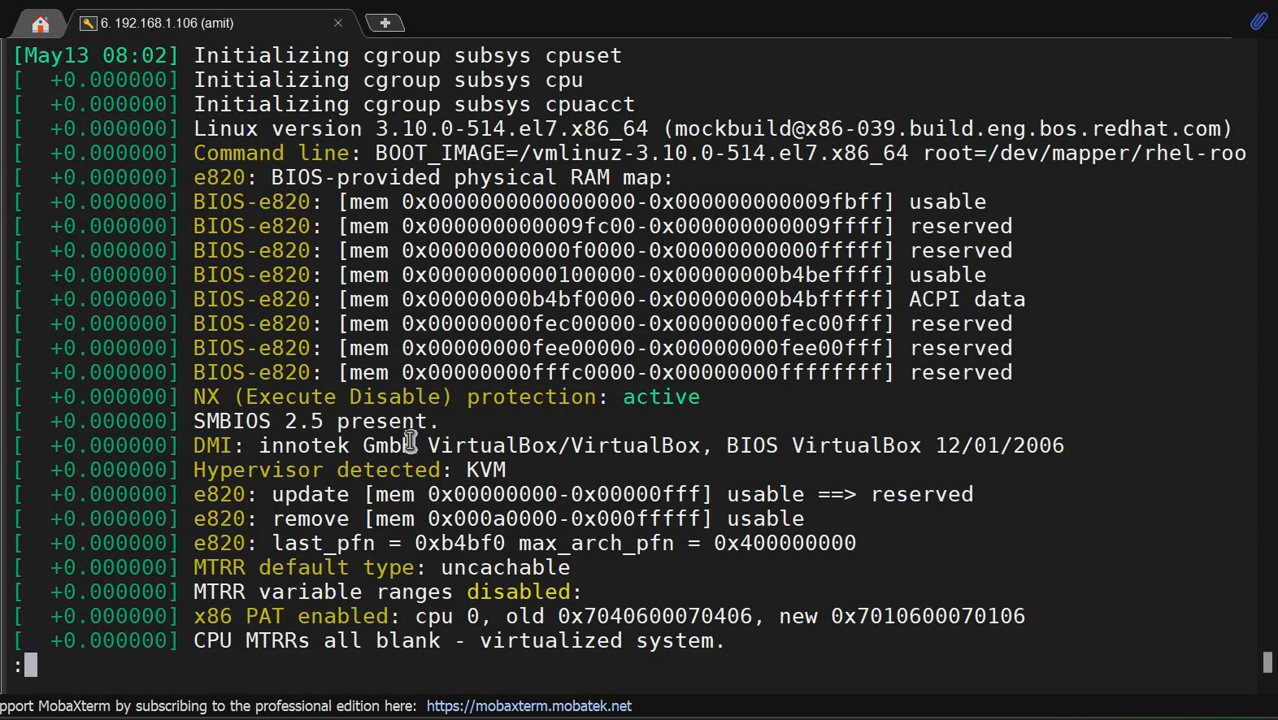 6. 192.168.1.106 (amit)
[May13 08:02] Initializing cgroup subsys cpuset
[  +0.000000] Initializing cgroup subsys cpu
[  +0.000000] Initializing cgroup subsys cpuacct
[  +0.000000] Linux version 3.10.0-514.el7.x86_64 (mockbuild@x86-039.build.eng.bos.redhat.com)
[  +0.000000] Command line: BOOT_IMAGE=/vmlinuz-3.10.0-514.el7.x86_64 root=/dev/mapper/rhel-roo
[  +0.000000] e820: BIOS-provided physical RAM map:
[  +0.000000] BIOS-e820: [mem 0x0000000000000000-0x000000000009fbff] usable
[  +0.000000] BIOS-e820: [mem 0x000000000009fc00-0x000000000009ffff] reserved
[  +0.000000] BIOS-e820: [mem 0x00000000000f0000-0x00000000000fffff] reserved
[  +0.000000] BIOS-e820: [mem 0x0000000000100000-0x00000000b4beffff] usable
[  +0.000000] BIOS-e820: [mem 0x00000000b4bf0000-0x00000000b4bfffff] ACPI data
[  +0.000000] BIOS-e820: [mem 0x00000000fec00000-0x00000000fec00fff] reserved
[  +0.000000] BIOS-e820: [mem 0x00000000fee00000-0x00000000fee00fff] reserved
[  +0.000000] BIOS-e820: [mem 0x00000000fffc0000-0x00000000ffffffff] reserved
[  +0.000000] NX (Execute Disable) protection: active
[  +0.000000] SMBIOS 2.5 present.
[  +0.000000] DMI: innotek GmbH VirtualBox/VirtualBox, BIOS VirtualBox 12/01/2006
[  +0.000000] Hypervisor detected: KVM
[  +0.000000] e820: update [mem 0x00000000-0x00000fff] usable ==> reserved
[  +0.000000] e820: remove [mem 0x000a0000-0x000fffff] usable
[  +0.000000] e820: last_pfn = 0xb4bf0 max_arch_pfn = 0x400000000
[  +0.000000] MTRR default type: uncachable
[  +0.000000] MTRR variable ranges disabled:
[  +0.000000] x86 PAT enabled: cpu 0, old 0x7040600070406, new 0x7010600070106
[  +0.000000] CPU MTRRs all blank - virtualized system.
:
pport MobaXterm by subscribing to the professional edition here: https://mobaxterm.mobatek.net